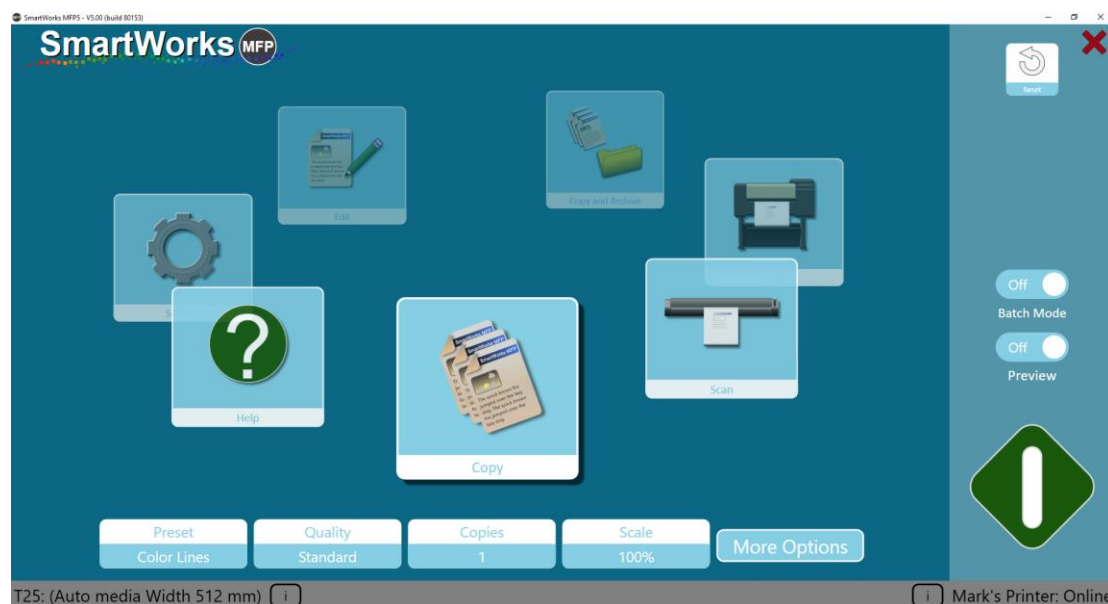 SmartWorks MFP5 - V5.00 (build 80153)
SmartWorks MFP
Reset
Edit
Copy and Archive
Help
Scan
Copy
Off
Batch Mode
Off
Preview
Preset
Color Lines
Quality
Standard
Copies
1
Scale
100%
More Options
T25: (Auto media Width 512 mm) i
i Mark's Printer: Online